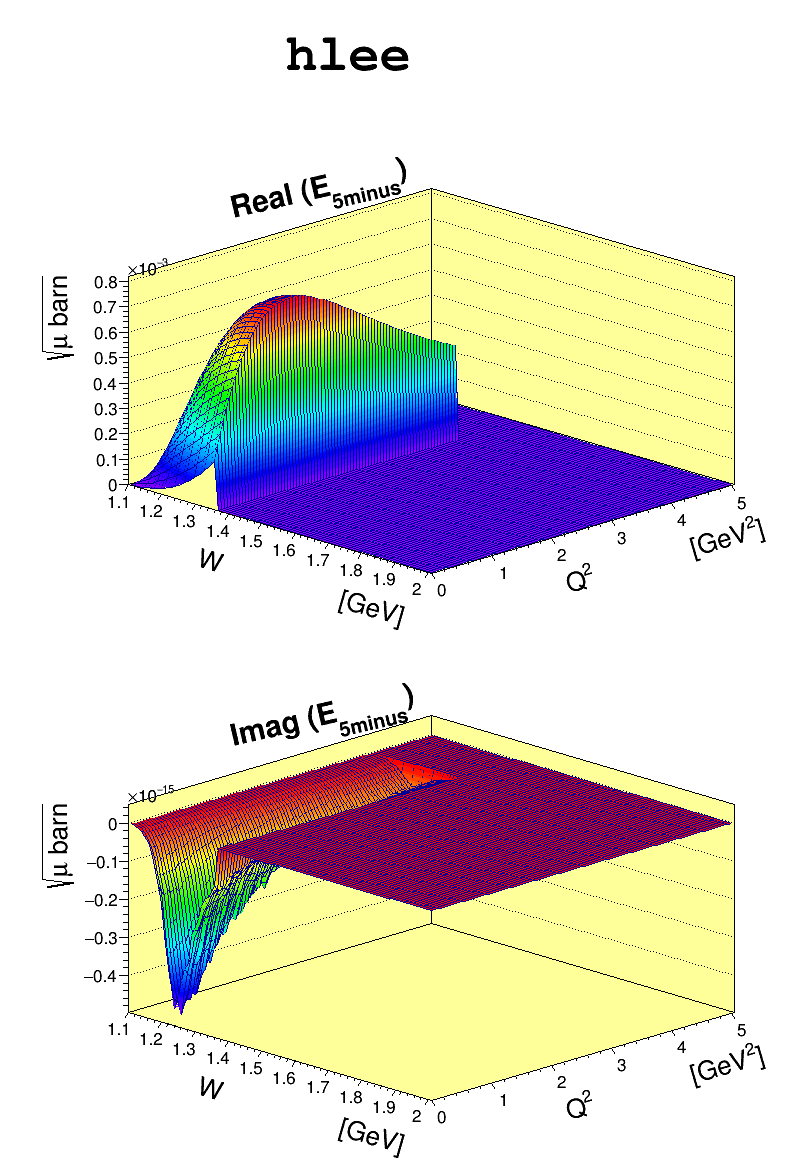 hlee
Real (E5minus)
×10−3
√μ barn
0.8
0.7
0.6
0.5
0.4
0.3
0.2
0.1
0
1.1 1.2 1.3 1.4 1.5 1.6 1.7 1.8 1.9 2
W [GeV]
0 1 2 3 4 5
Q2 [GeV2]
Imag (E5minus)
×10−15
√μ barn
0
−0.1
−0.2
−0.3
−0.4
1.1 1.2 1.3 1.4 1.5 1.6 1.7 1.8 1.9 2
W [GeV]
0 1 2 3 4 5
Q2 [GeV2]